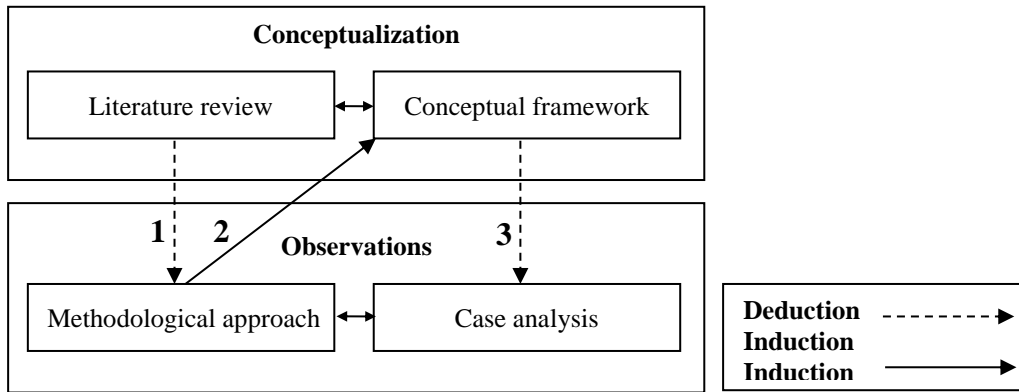 Conceptualization
Literature review
Conceptual framework
1
2
3
Observations
Methodological approach
Case analysis
Deduction
Induction
Induction